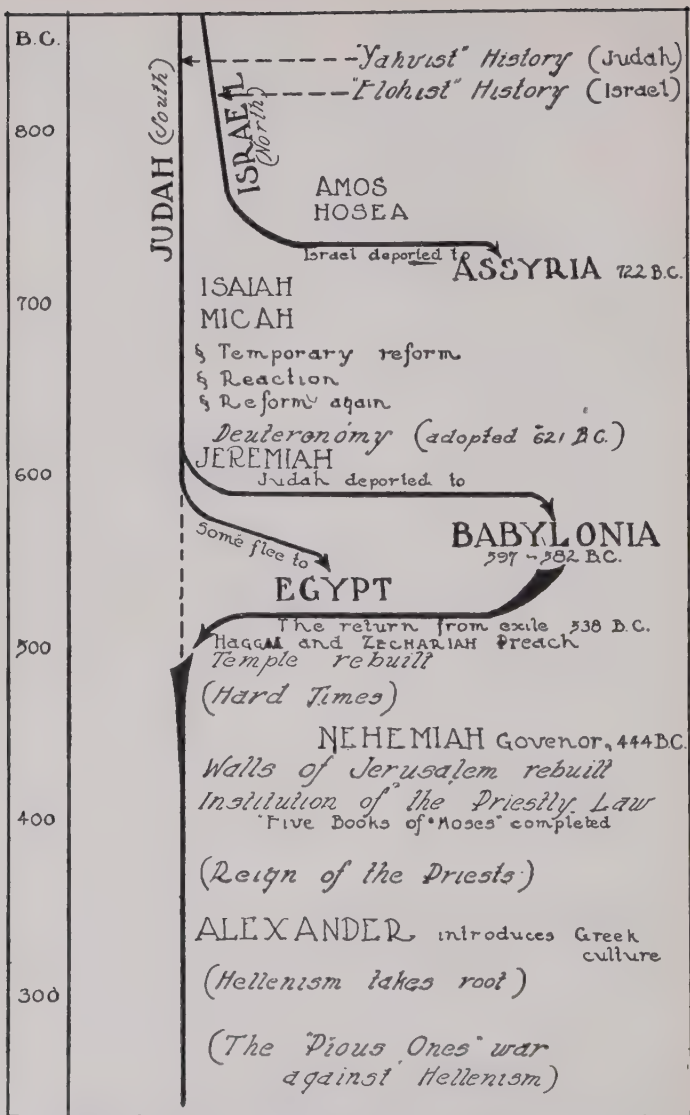 B.C.
"Yahvist" History (Judah)
"Elohist" History (Israel)
800
JUDAH (South)
ISRAEL
(North)
AMOS
HOSEA
Israel deported to
ASSYRIA 722 B.C.
700
ISAIAH
MICAH
§ Temporary reform
§ Reaction
§ Reform again
Deuteronomy (adopted 621 B.C.)
JEREMIAH
600
Judah deported to
Some flee to
BABYLONIA
597 - 582 B.C.
EGYPT
The return from exile 538 B.C.
500
HAGGAI and ZECHARIAH Preach
Temple rebuilt
(Hard Times)
NEHEMIAH Govenor, 444 B.C.
Walls of Jerusalem rebuilt
Institution of the Priestly Law
400
"Five Books of Moses" completed
(Reign of the Priests)
ALEXANDER introduces Greek
culture
300
(Hellenism takes root)
(The "Pious Ones" war
against Hellenism)